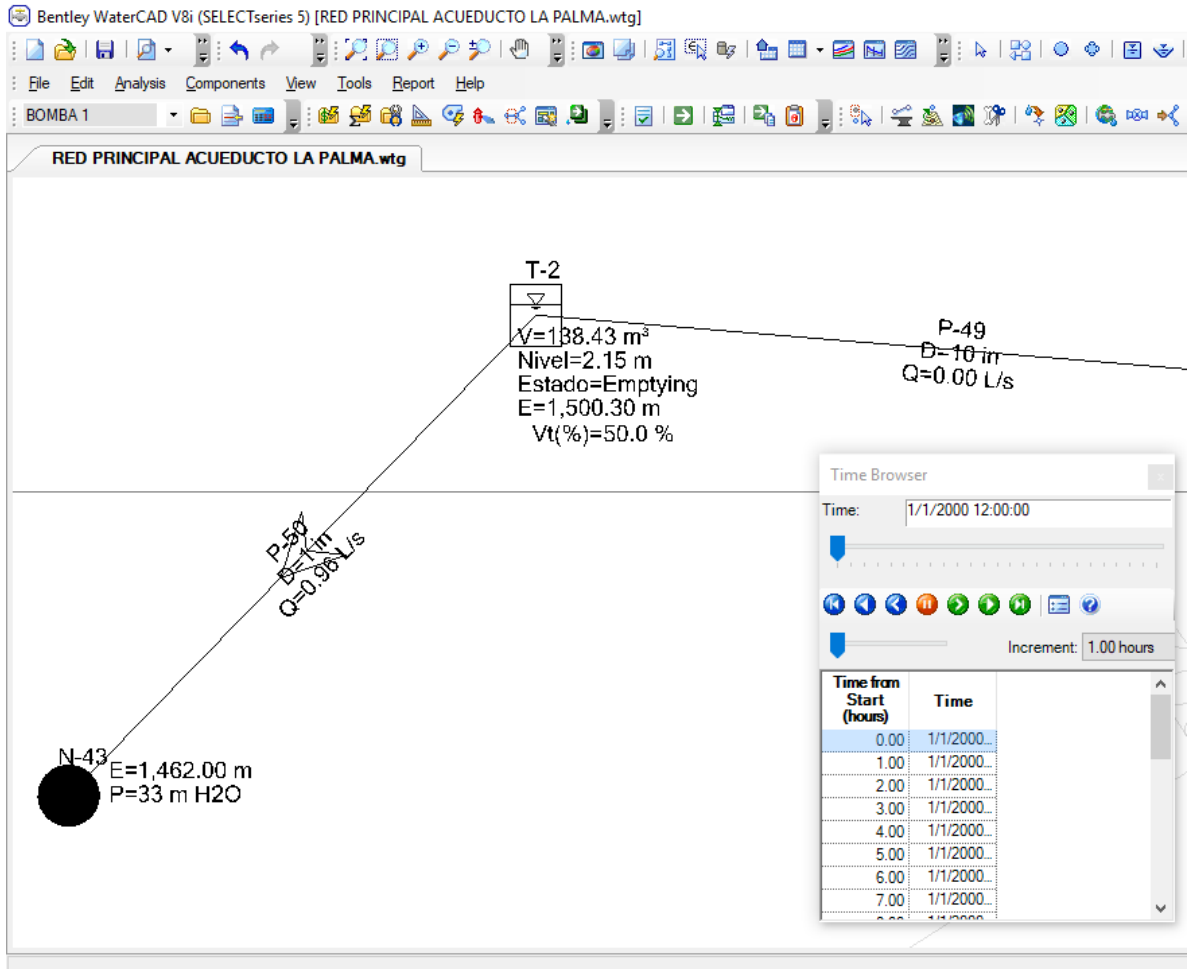 Bentley WaterCAD V8i (SELECTseries 5) [RED PRINCIPAL ACUEDUCTO LA PALMA.wtg]
File Edit Analysis Components View Tools Report Help
BOMBA 1
RED PRINCIPAL ACUEDUCTO LA PALMA.wtg
T-2
V=138.43 m³
Nivel=2.15 m
Estado=Emptying
E=1,500.30 m
Vt(%)=50.0 %
P-49
D=10 in
Q=0.00 L/s
P-50
D=1 in
Q=0.96 L/s
N-43
E=1,462.00 m
P=33 m H2O
Time Browser
Time: 1/1/2000 12:00:00
Increment: 1.00 hours
Time from Start (hours) Time
0.00 1/1/2000...
1.00 1/1/2000...
2.00 1/1/2000...
3.00 1/1/2000...
4.00 1/1/2000...
5.00 1/1/2000...
6.00 1/1/2000...
7.00 1/1/2000...